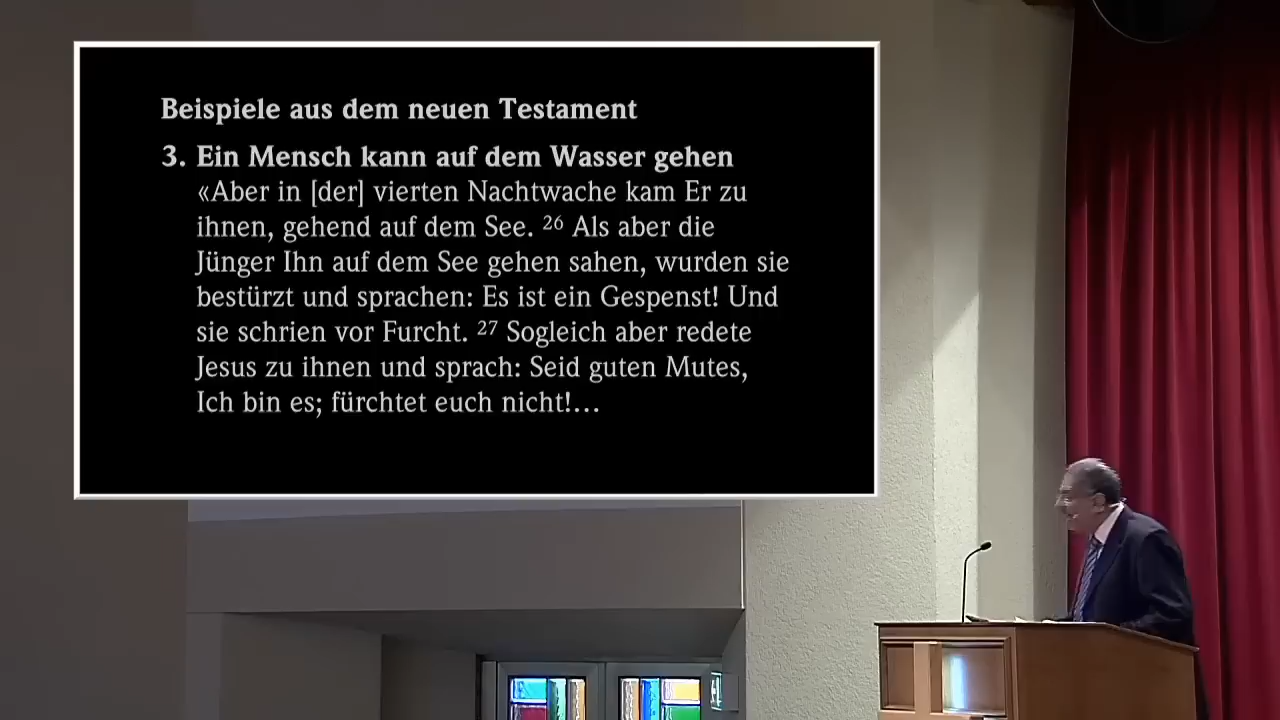 Beispiele aus dem neuen Testament
3. Ein Mensch kann auf dem Wasser gehen
«Aber in [der] vierten Nachtwache kam Er zu
ihnen, gehend auf dem See. ²⁶ Als aber die
Jünger Ihn auf dem See gehen sahen, wurden sie
bestürzt und sprachen: Es ist ein Gespenst! Und
sie schrien vor Furcht. ²⁷ Sogleich aber redete
Jesus zu ihnen und sprach: Seid guten Mutes,
Ich bin es; fürchtet euch nicht!…